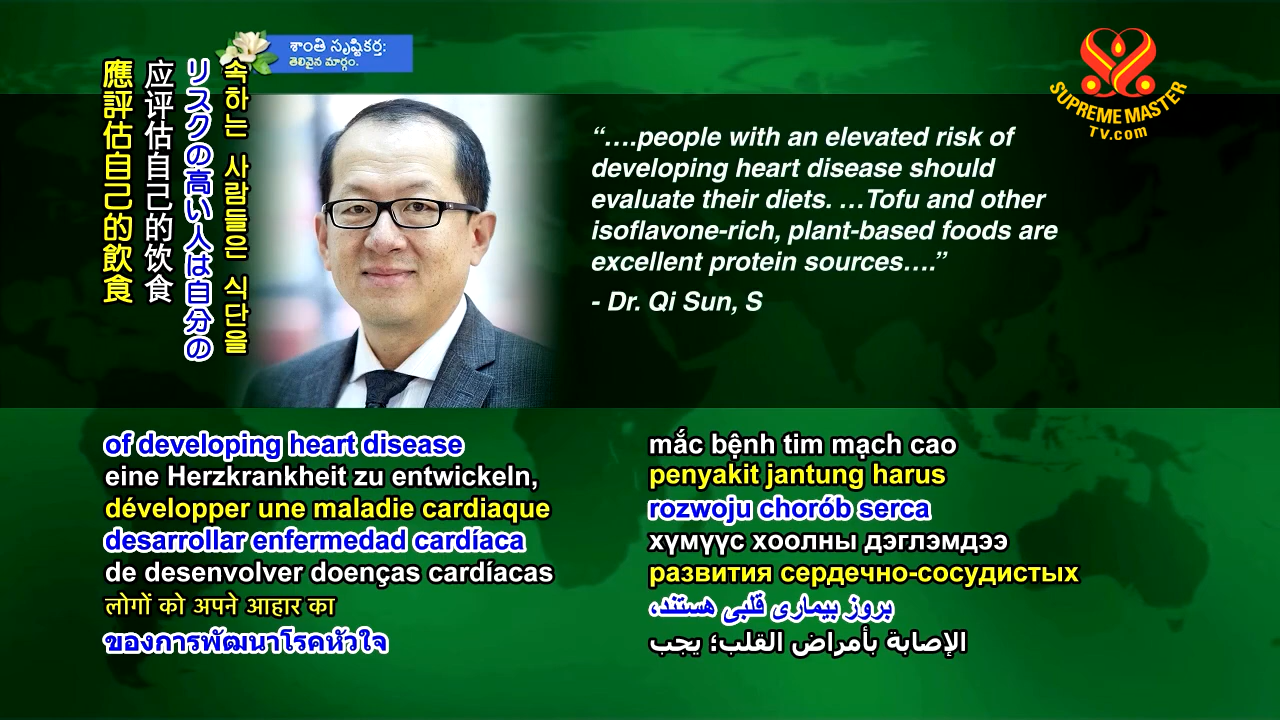 శాంతి సృష్టికర్త:
తెలివైన మార్గం.
SUPREME MASTER
TV.com
속하는 사람들은 식단을
リスクの高い人は自分の
应评估自己的饮食
應評估自己的飲食
“….people with an elevated risk of
developing heart disease should
evaluate their diets. …Tofu and other
isoflavone-rich, plant-based foods are
excellent protein sources….”
- Dr. Qi Sun, S
of developing heart disease
eine Herzkrankheit zu entwickeln,
développer une maladie cardiaque
desarrollar enfermedad cardíaca
de desenvolver doenças cardíacas
लोगों को अपने आहार का
ของการพัฒนาโรคหัวใจ
mắc bệnh tim mạch cao
penyakit jantung harus
rozwoju chorób serca
хүмүүс хоолны дэглэмдээ
развития сердечно-сосудистых
بروز بیماری قلبی هستند،
الإصابة بأمراض القلب؛ يجب